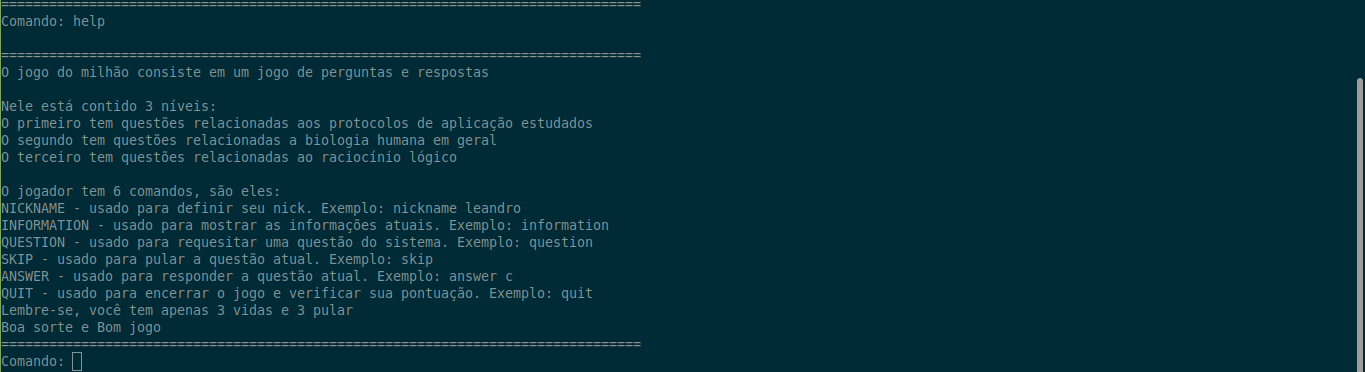 ================================================================================
Comando: help
================================================================================
O jogo do milhão consiste em um jogo de perguntas e respostas
Nele está contido 3 níveis:
O primeiro tem questões relacionadas aos protocolos de aplicação estudados
O segundo tem questões relacionadas a biologia humana em geral
O terceiro tem questões relacionadas ao raciocínio lógico
O jogador tem 6 comandos, são eles:
NICKNAME - usado para definir seu nick. Exemplo: nickname leandro
INFORMATION - usado para mostrar as informações atuais. Exemplo: information
QUESTION - usado para requesitar uma questão do sistema. Exemplo: question
SKIP - usado para pular a questão atual. Exemplo: skip
ANSWER - usado para responder a questão atual. Exemplo: answer c
QUIT - usado para encerrar o jogo e verificar sua pontuação. Exemplo: quit
Lembre-se, você tem apenas 3 vidas e 3 pular
Boa sorte e Bom jogo
================================================================================
Comando: